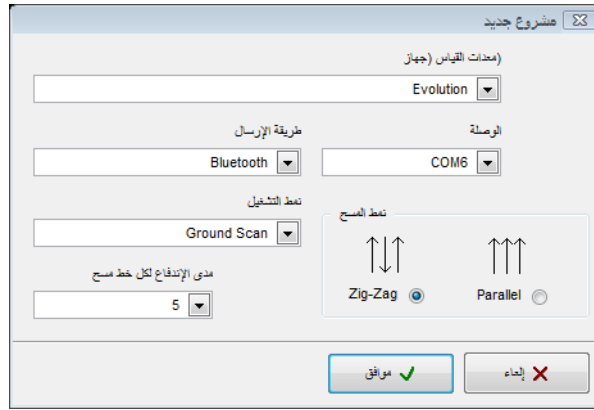 مشروع جديد
(معدات القياس (جهاز
Evolution
الوصلة
طريقة الإرسال
COM6
Bluetooth
نمط التشغيل
Ground Scan
نمط المسح
Parallel
Zig-Zag
مدى الإندفاع لكل خط مسح
5
إلغاء
موافق